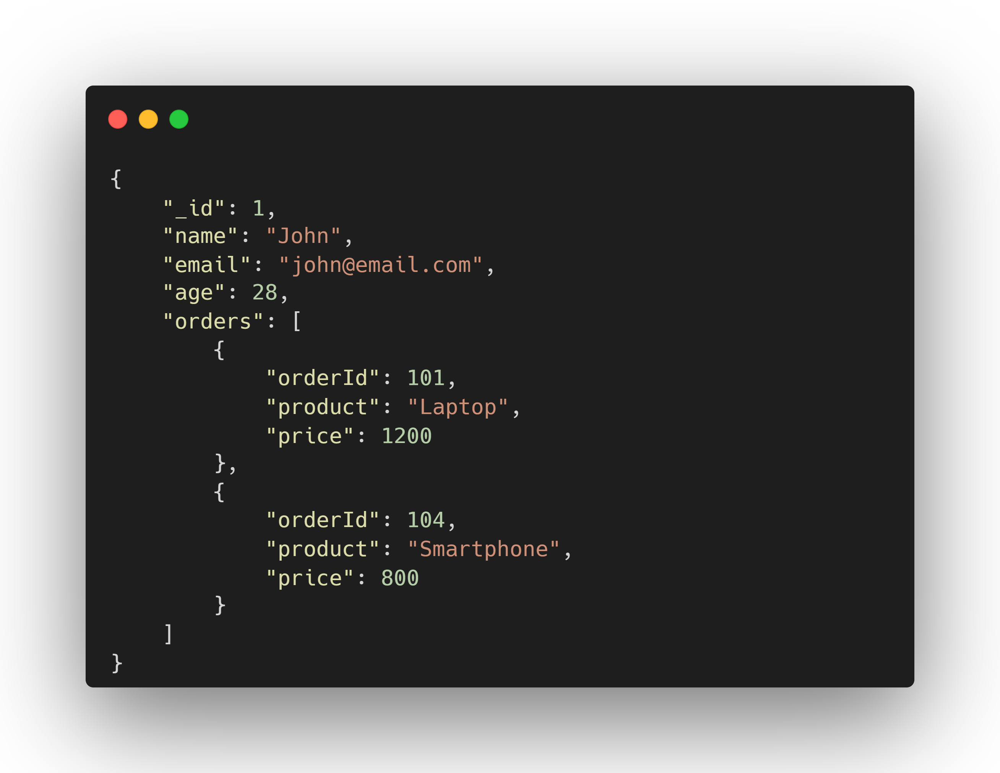 {
    "_id": 1,
    "name": "John",
    "email": "john@email.com",
    "age": 28,
    "orders": [
        {
            "orderId": 101,
            "product": "Laptop",
            "price": 1200
        },
        {
            "orderId": 104,
            "product": "Smartphone",
            "price": 800
        }
    ]
}